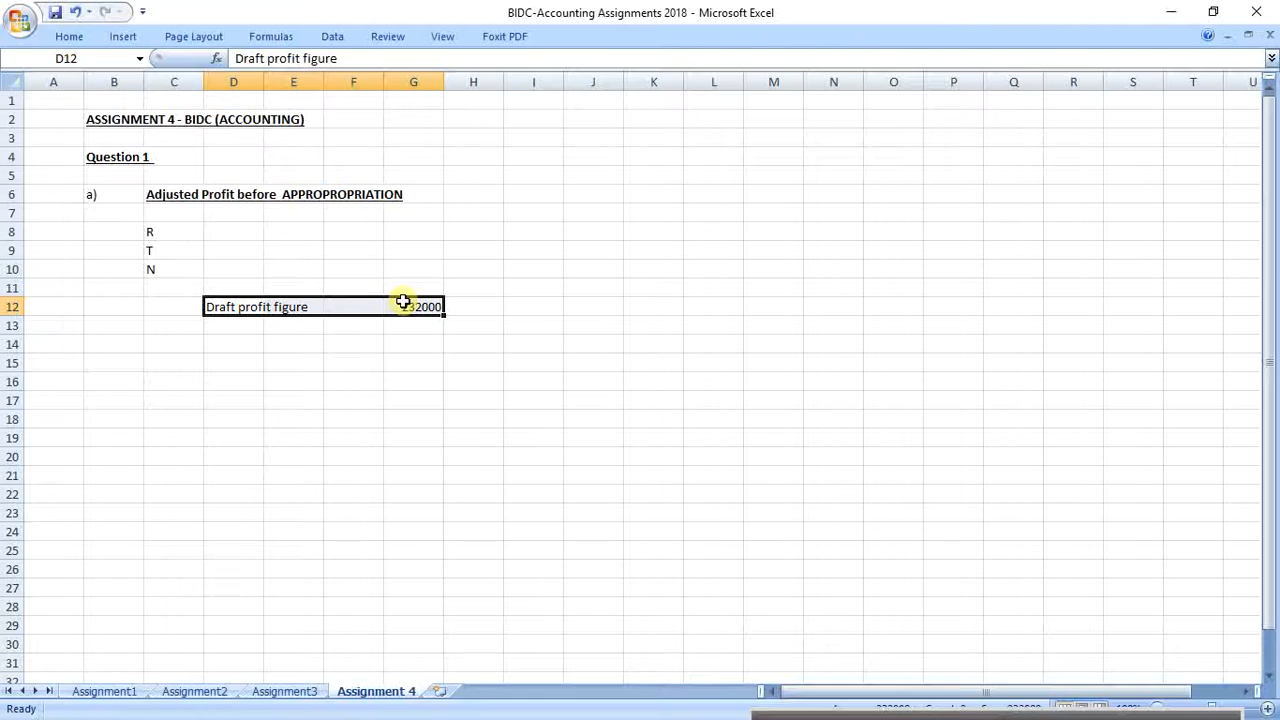 BIDC-Accounting Assignments 2018 - Microsoft Excel
Home Insert Page Layout Formulas Data Review View Foxit PDF
D12 fx Draft profit figure
A B C D E F G H I J K L M N O P Q R S T U
1
2 ASSIGNMENT 4 - BIDC (ACCOUNTING)
3
4 Question 1
5
6 a) Adjusted Profit before APPROPROPRIATION
7
8 R
9 T
10 N
11
12 Draft profit figure 232000
13
14
15
16
17
18
19
20
21
22
23
24
25
26
27
28
29
30
31
Assignment1 Assignment2 Assignment3 Assignment 4
Ready